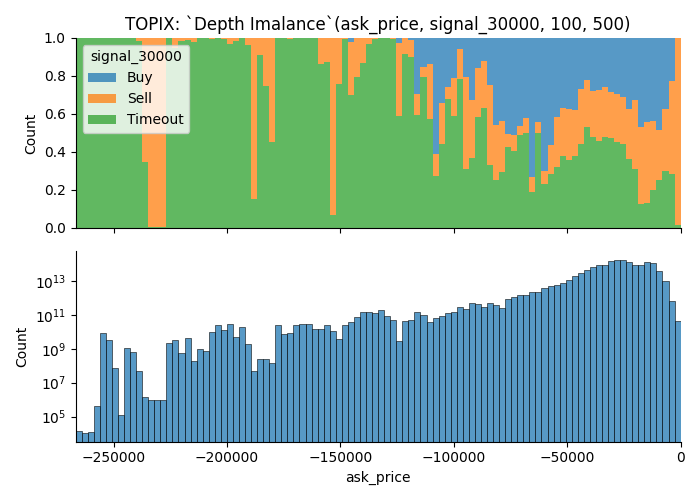 TOPIX: `Depth Imalance`(ask_price, signal_30000, 100, 500)
1.0
0.8
0.6
0.4
0.2
0.0
Count
signal_30000
Buy
Sell
Timeout
10^13
10^11
10^9
10^7
10^5
Count
−250000 −200000 −150000 −100000 −50000 0
ask_price